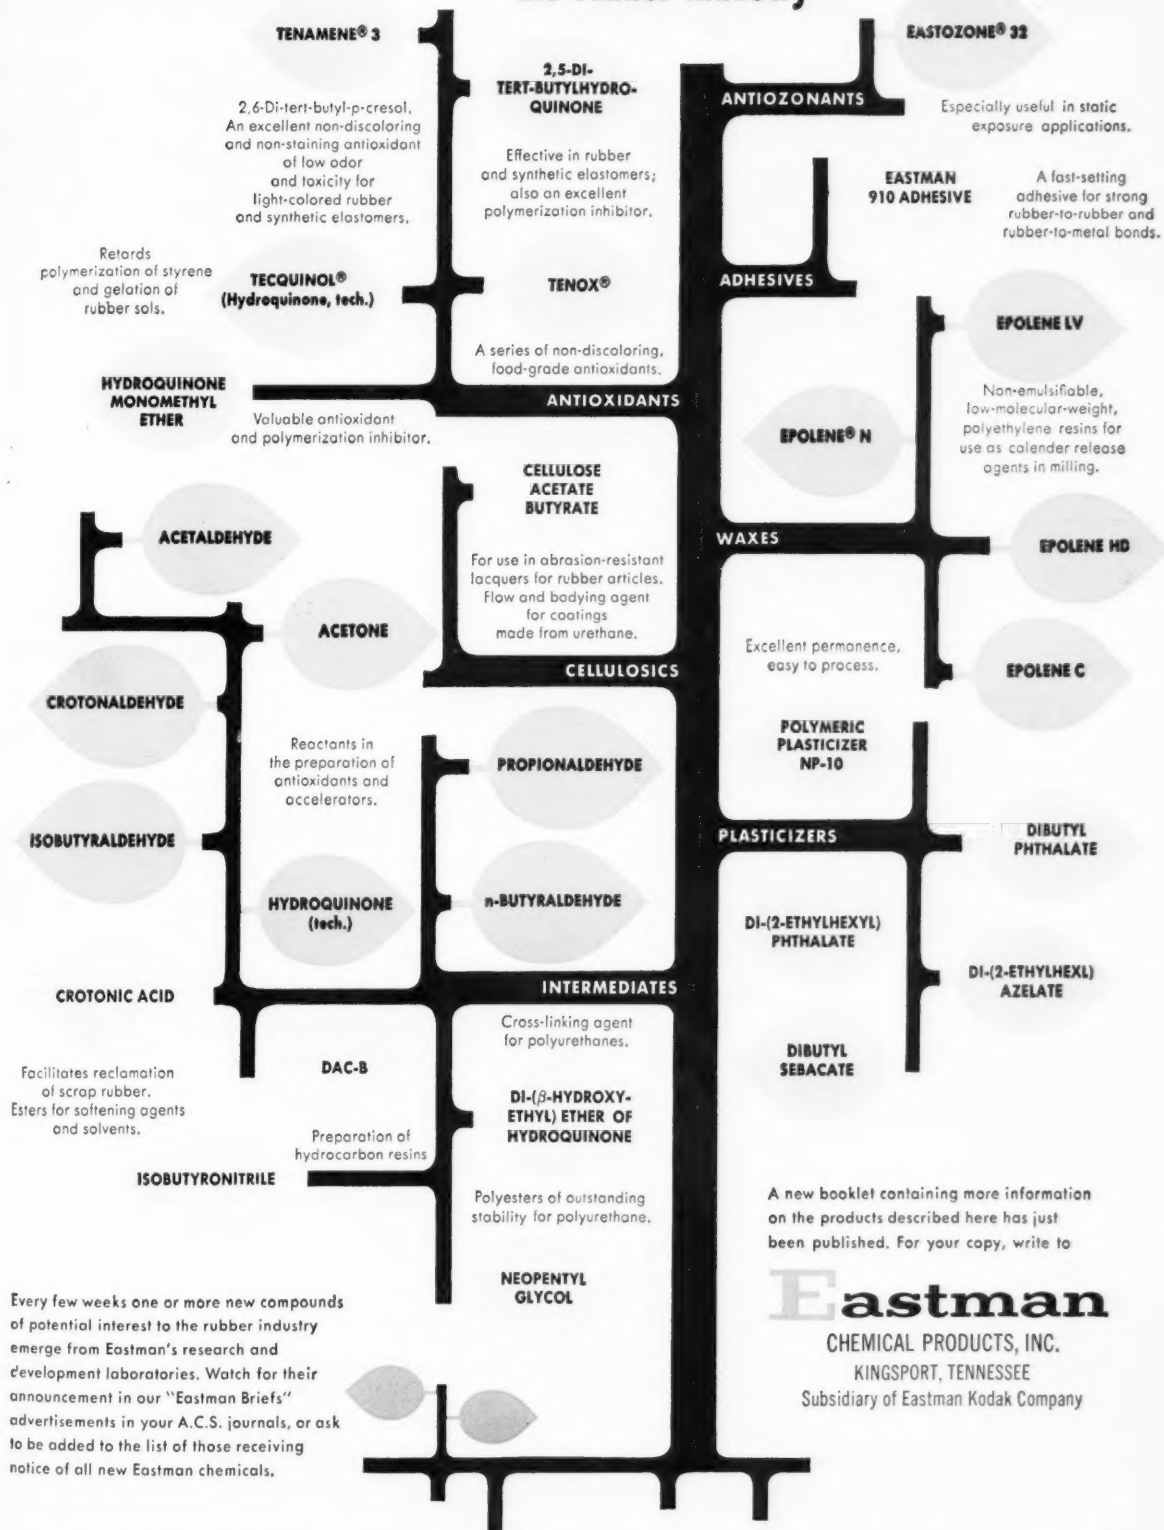 TENAMENE® 3
2,6-Di-tert-butyl-p-cresol.
An excellent non-discoloring
and non-staining antioxidant
of low odor
and toxicity for
light-colored rubber
and synthetic elastomers.
2,5-DI-
TERT-BUTYLHYDRO-
QUINONE
Effective in rubber
and synthetic elastomers;
also an excellent
polymerization inhibitor.
Retards
polymerization of styrene
and gelation of
rubber sols.
TECQUINOL®
(Hydroquinone, tech.)
TENOX®
A series of non-discoloring,
food-grade antioxidants.
HYDROQUINONE
MONOMETHYL
ETHER
Valuable antioxidant
and polymerization inhibitor.
ANTIOXIDANTS
EASTOZONE® 32
ANTIOZONANTS
Especially useful in static
exposure applications.
EASTMAN
910 ADHESIVE
A fast-setting
adhesive for strong
rubber-to-rubber and
rubber-to-metal bonds.
ADHESIVES
EPOLENE LV
Non-emulsifiable,
low-molecular-weight,
polyethylene resins for
use as calender release
agents in milling.
EPOLENE® N
WAXES
EPOLENE HD
EPOLENE C
CELLULOSE
ACETATE
BUTYRATE
For use in abrasion-resistant
lacquers for rubber articles.
Flow and bodying agent
for coatings
made from urethane.
CELLULOSICS
ACETALDEHYDE
ACETONE
CROTONALDEHYDE
Reactants in
the preparation of
antioxidants and
accelerators.
PROPIONALDEHYDE
ISOBUTYRALDEHYDE
HYDROQUINONE
(tech.)
n-BUTYRALDEHYDE
INTERMEDIATES
Excellent permanence,
easy to process.
POLYMERIC
PLASTICIZER
NP-10
PLASTICIZERS
DIBUTYL
PHTHALATE
DI-(2-ETHYLHEXYL)
PHTHALATE
DI-(2-ETHYLHEXL)
AZELATE
DIBUTYL
SEBACATE
CROTONIC ACID
Facilitates reclamation
of scrap rubber.
Esters for softening agents
and solvents.
DAC-B
Preparation of
hydrocarbon resins
Cross-linking agent
for polyurethanes.
DI-(β-HYDROXY-
ETHYL) ETHER OF
HYDROQUINONE
ISOBUTYRONITRILE
Polyesters of outstanding
stability for polyurethane.
NEOPENTYL
GLYCOL
Every few weeks one or more new compounds
of potential interest to the rubber industry
emerge from Eastman's research and
development laboratories. Watch for their
announcement in our "Eastman Briefs"
advertisements in your A.C.S. journals, or ask
to be added to the list of those receiving
notice of all new Eastman chemicals.
A new booklet containing more information
on the products described here has just
been published. For your copy, write to
Eastman
CHEMICAL PRODUCTS, INC.
KINGSPORT, TENNESSEE
Subsidiary of Eastman Kodak Company